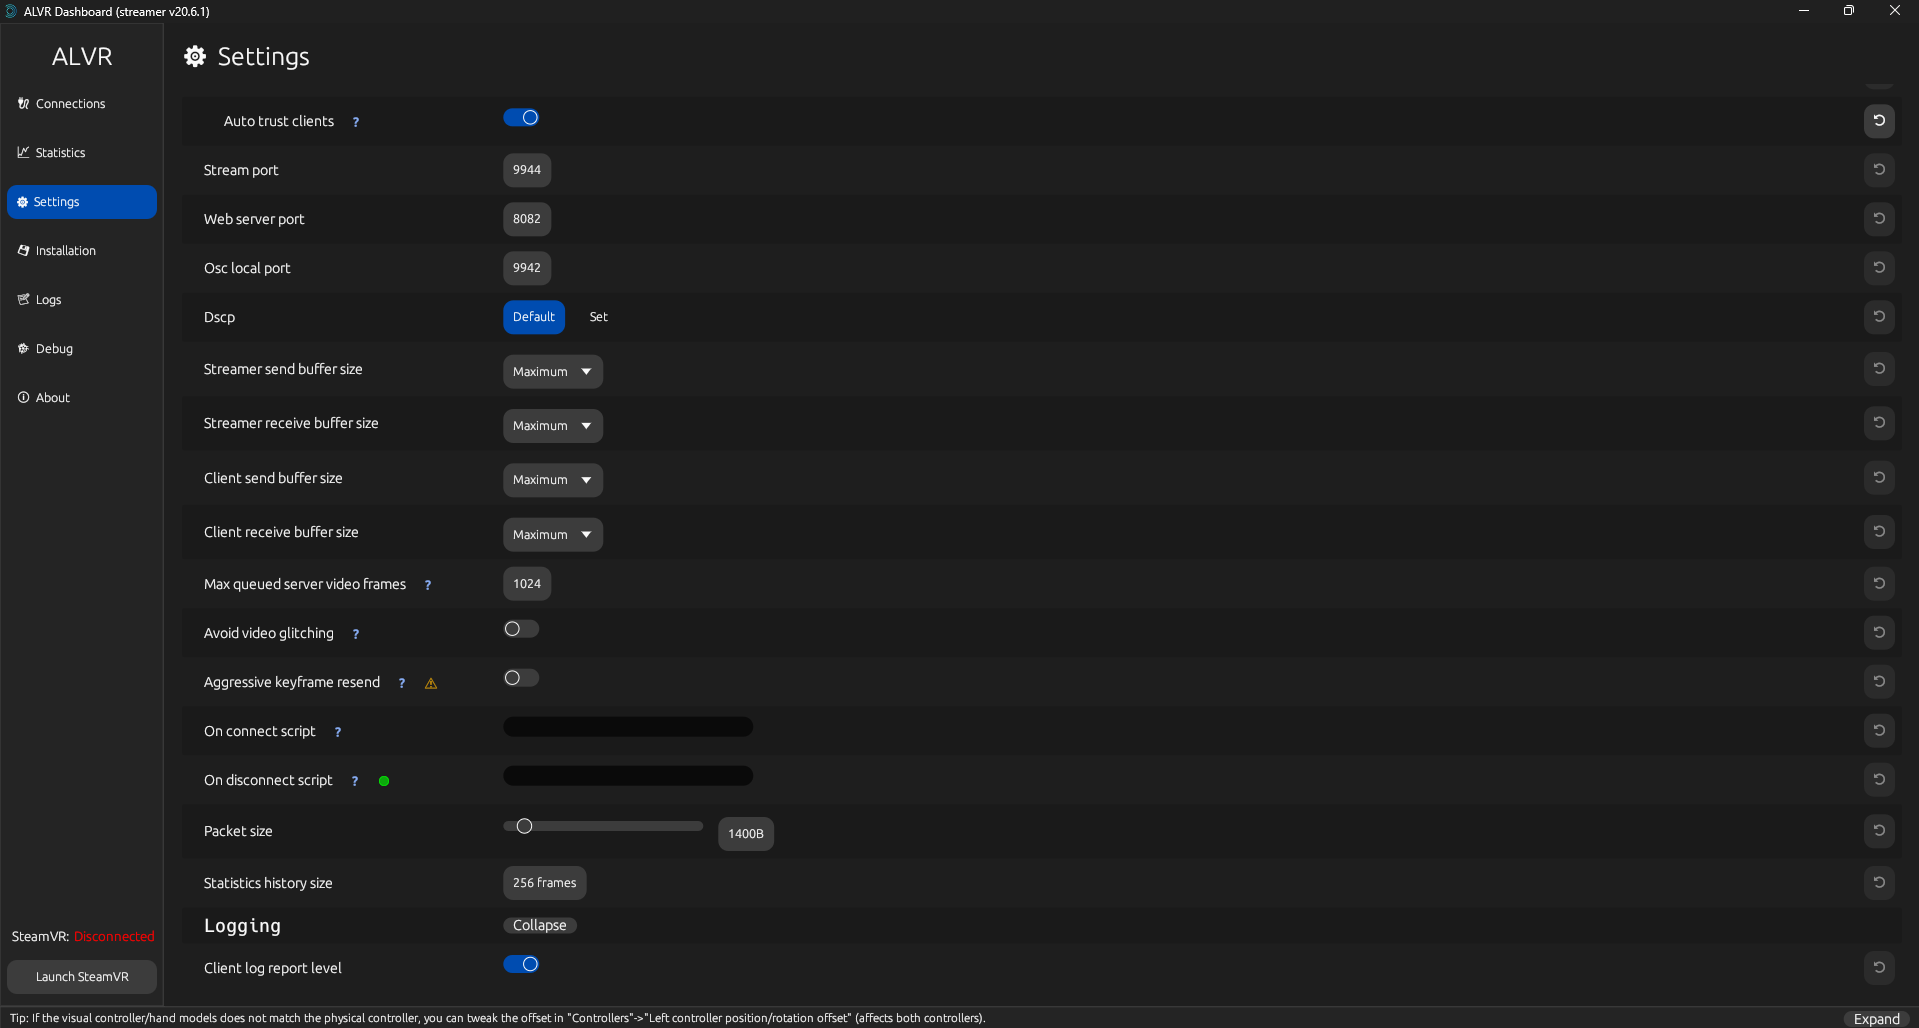 ALVR Dashboard (streamer v20.6.1)
ALVR
Connections
Statistics
Settings
Installation
Logs
Debug
About
SteamVR: Disconnected
Launch SteamVR
Settings
Auto trust clients ?
Stream port 9944
Web server port 8082
Osc local port 9942
Dscp Default Set
Streamer send buffer size Maximum
Streamer receive buffer size Maximum
Client send buffer size Maximum
Client receive buffer size Maximum
Max queued server video frames ? 1024
Avoid video glitching ?
Aggressive keyframe resend ?
On connect script ?
On disconnect script ?
Packet size 1400B
Statistics history size 256 frames
Logging Collapse
Client log report level
Tip: If the visual controller/hand models does not match the physical controller, you can tweak the offset in "Controllers"->"Left controller position/rotation offset" (affects both controllers).
Expand